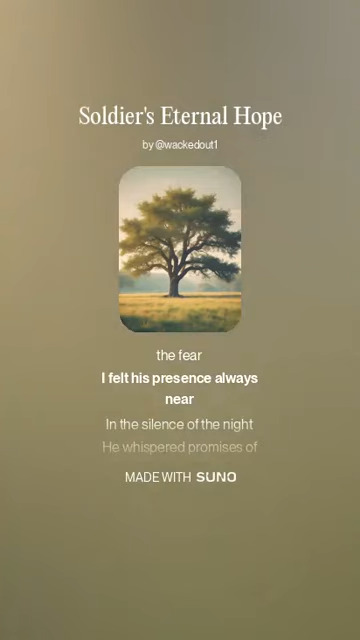 Soldier's Eternal Hope
by @wackedout1
the fear
I felt his presence always
near
In the silence of the night
He whispered promises of
MADE WITH SUNO